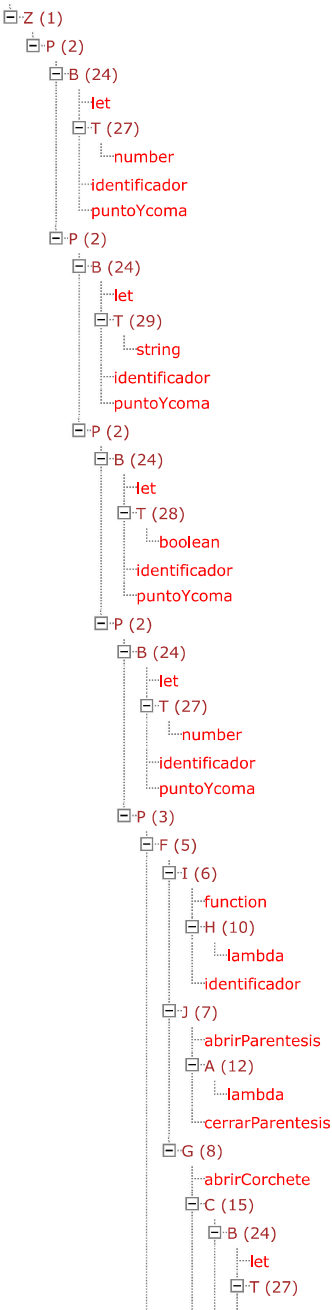 Z (1)
P (2)
B (24)
let
T (27)
number
identificador
puntoYcoma
P (2)
B (24)
let
T (29)
string
identificador
puntoYcoma
P (2)
B (24)
let
T (28)
boolean
identificador
puntoYcoma
P (2)
B (24)
let
T (27)
number
identificador
puntoYcoma
P (3)
F (5)
I (6)
function
H (10)
lambda
identificador
J (7)
abrirParentesis
A (12)
lambda
cerrarParentesis
G (8)
abrirCorchete
C (15)
B (24)
let
T (27)